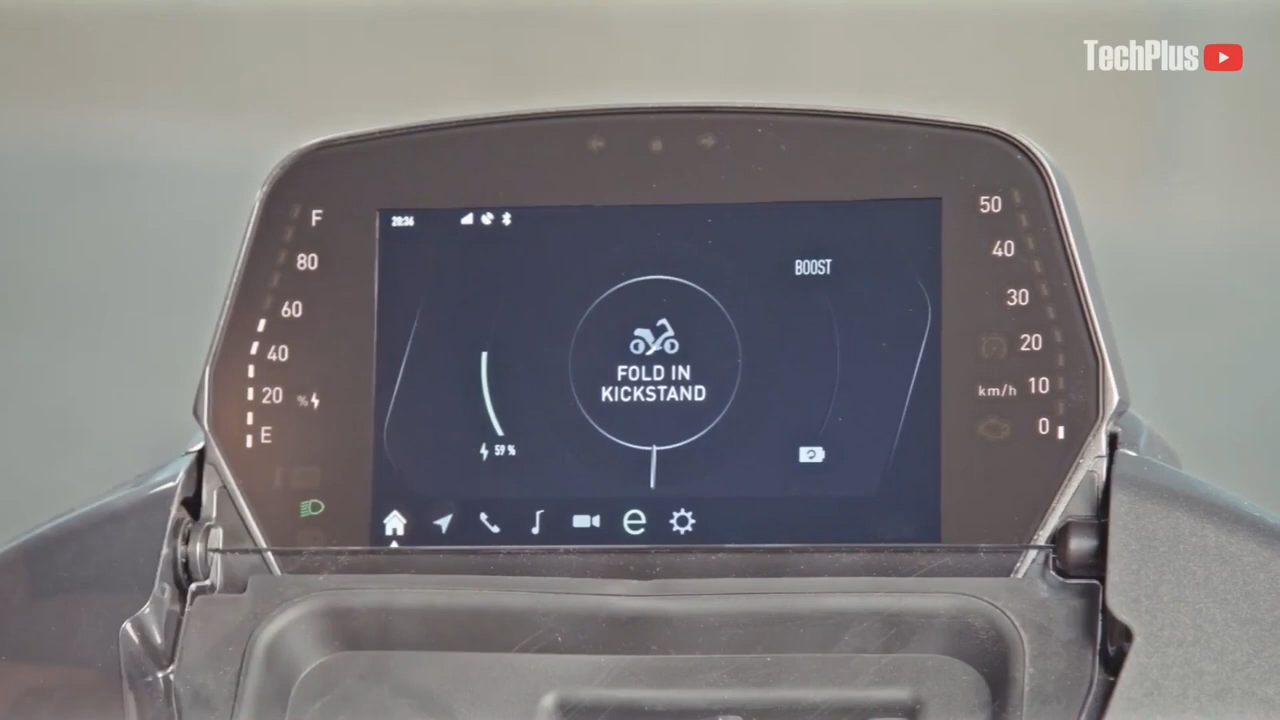 TechPlus
F
80
60
40
20 %
E
20:36
BOOST
FOLD IN
KICKSTAND
59 %
e
50
40
30
20
km/h 10
0